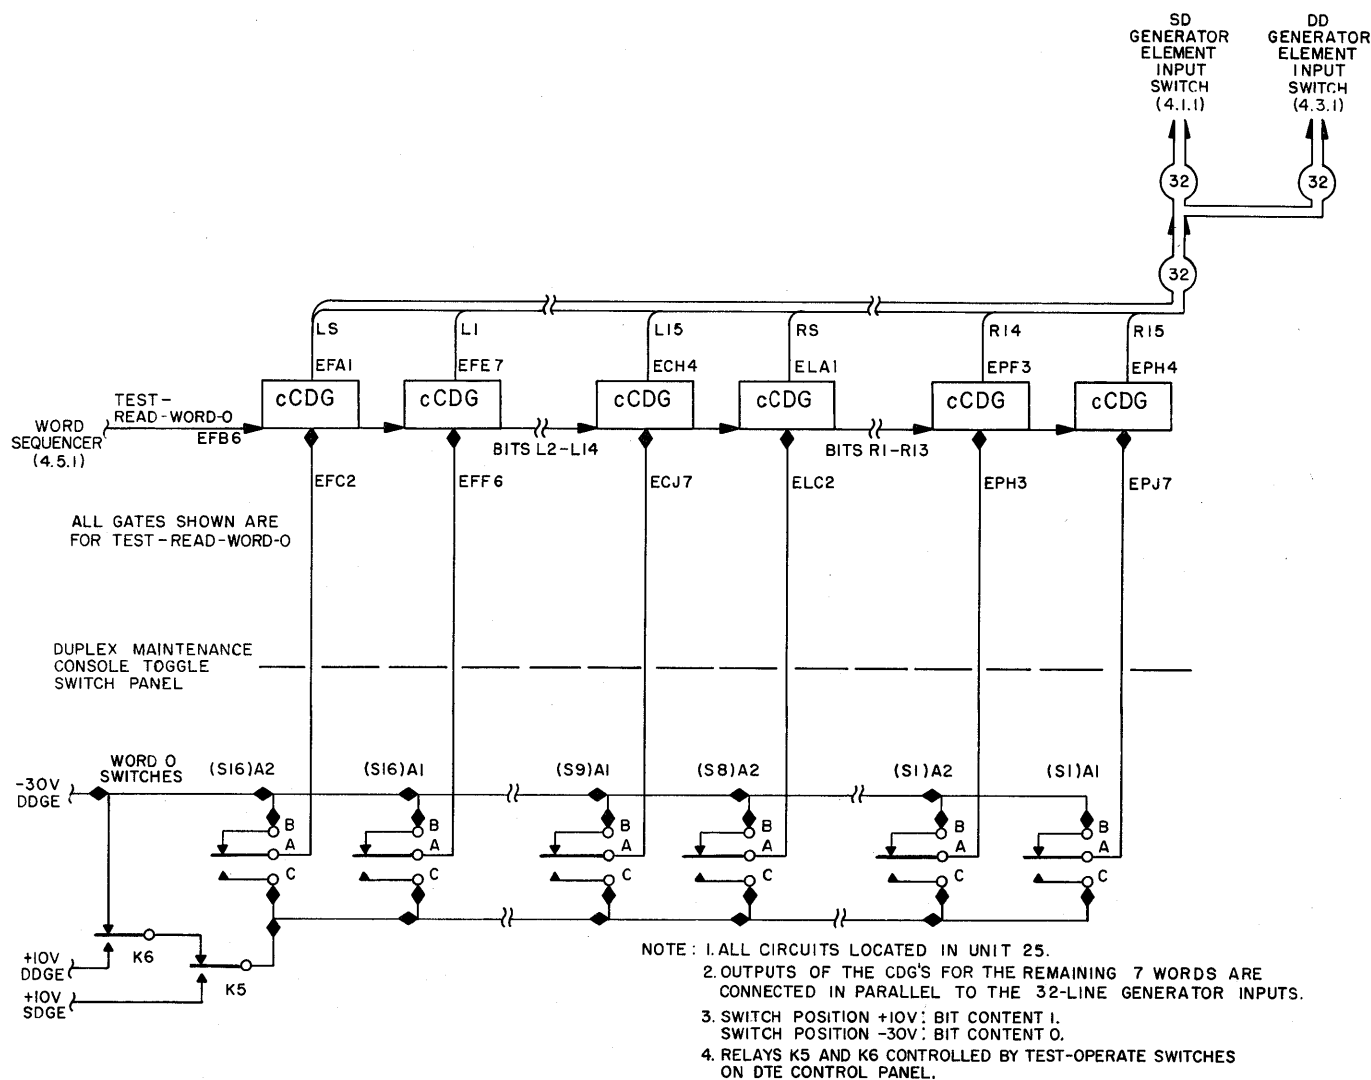 SD
GENERATOR
ELEMENT
INPUT
SWITCH
(4.1.1)
DD
GENERATOR
ELEMENT
INPUT
SWITCH
(4.3.1)
32
32
32
LS
L1
L15
RS
R14
R15
EFA1
EFE7
ECH4
ELA1
EPF3
EPH4
cCDG
cCDG
cCDG
cCDG
cCDG
cCDG
TEST-
READ-WORD-0
WORD
SEQUENCER
(4.5.1)
EFB6
BITS L2-L14
BITS R1-R13
EFC2
EFF6
ECJ7
ELC2
EPH3
EPJ7
ALL GATES SHOWN ARE
FOR TEST-READ-WORD-0
DUPLEX MAINTENANCE
CONSOLE TOGGLE
SWITCH PANEL
WORD 0
SWITCHES
(S16)A2
(S16)A1
(S9)A1
(S8)A2
(S1)A2
(S1)A1
-30V
DDGE
B
A
C
B
A
C
B
A
C
B
A
C
B
A
C
B
A
C
K6
+10V
DDGE
K5
+10V
SDGE
NOTE: 1. ALL CIRCUITS LOCATED IN UNIT 25.
2. OUTPUTS OF THE CDG'S FOR THE REMAINING 7 WORDS ARE
CONNECTED IN PARALLEL TO THE 32-LINE GENERATOR INPUTS.
3. SWITCH POSITION +10V: BIT CONTENT 1.
SWITCH POSITION -30V: BIT CONTENT 0.
4. RELAYS K5 AND K6 CONTROLLED BY TEST-OPERATE SWITCHES
ON DTE CONTROL PANEL.